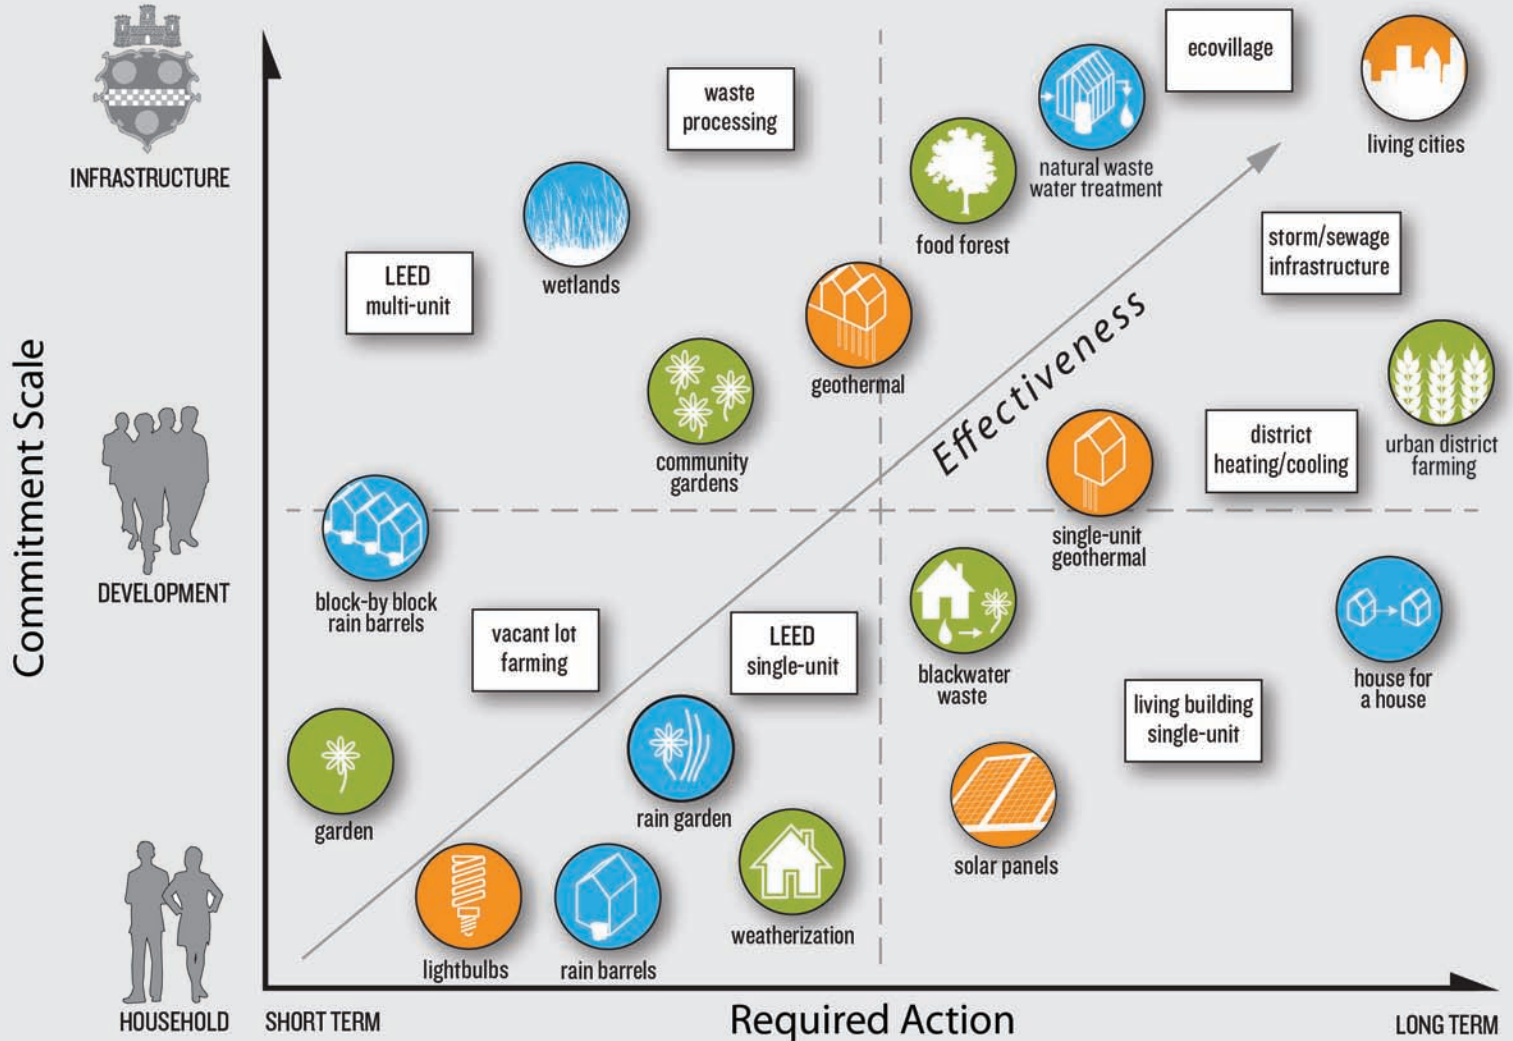 ecovillage
living cities
waste
processing
natural waste
water treatment
INFRASTRUCTURE
food forest
wetlands
storm/sewage
infrastructure
LEED
multi-unit
geothermal
Effectiveness
community
gardens
district
heating/cooling
urban district
farming
Commitment Scale
single-unit
geothermal
DEVELOPMENT
block-by block
rain barrels
vacant lot
farming
LEED
single-unit
blackwater
waste
house for
a house
living building
single-unit
garden
rain garden
solar panels
weatherization
lightbulbs
rain barrels
HOUSEHOLD
SHORT TERM
Required Action
LONG TERM